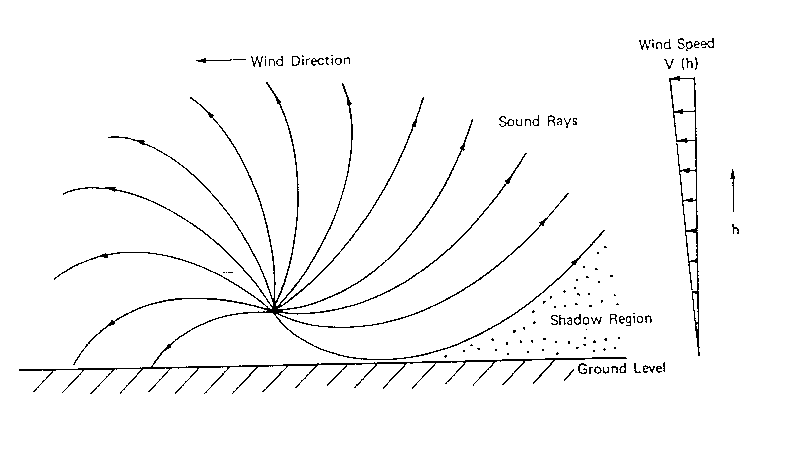 Wind Direction
Wind Speed
V (h)
Sound Rays
h
Shadow Region
Ground Level